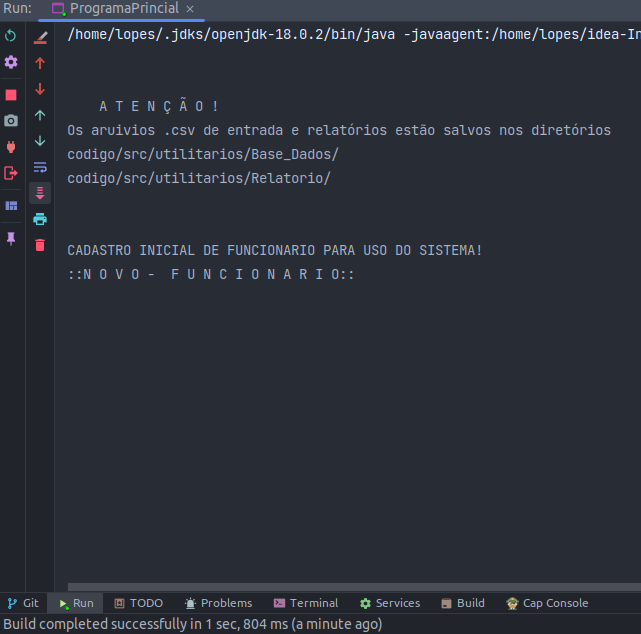 Run: ProgramaPrincial ×
/home/lopes/.jdks/openjdk-18.0.2/bin/java -javaagent:/home/lopes/idea-In
A T E N Ç Ã O !
Os aruivios .csv de entrada e relatórios estão salvos nos diretórios
codigo/src/utilitarios/Base_Dados/
codigo/src/utilitarios/Relatorio/
CADASTRO INICIAL DE FUNCIONARIO PARA USO DO SISTEMA!
::N O V O -  F U N C I O N A R I O::
Git Run TODO Problems Terminal Services Build Cap Console
Build completed successfully in 1 sec, 804 ms (a minute ago)